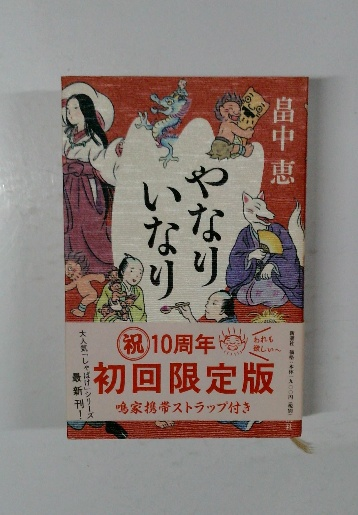 畠中 恵
やなり
いなり
祝10周年
われも
欲しい〜
初回限定版
鳴家携帯ストラップ付き
大人気「しゃばけ」シリーズ
最新刊!
新潮社